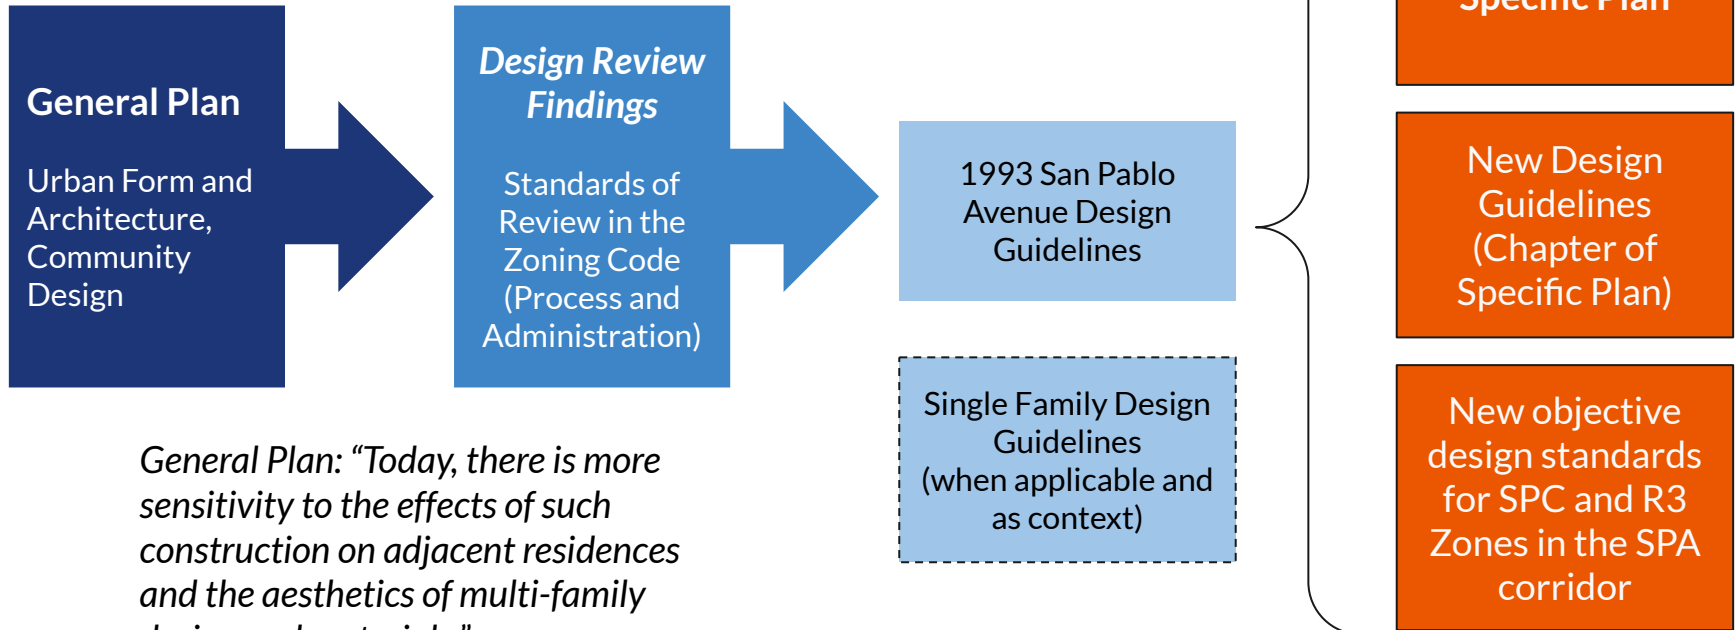 General Plan
Urban Form and
Architecture,
Community
Design
Design Review
Findings
Standards of
Review in the
Zoning Code
(Process and
Administration)
1993 San Pablo
Avenue Design
Guidelines
Single Family Design
Guidelines
(when applicable and
as context)
Specific Plan
New Design
Guidelines
(Chapter of
Specific Plan)
New objective
design standards
for SPC and R3
Zones in the SPA
corridor
General Plan: “Today, there is more
sensitivity to the effects of such
construction on adjacent residences
and the aesthetics of multi-family